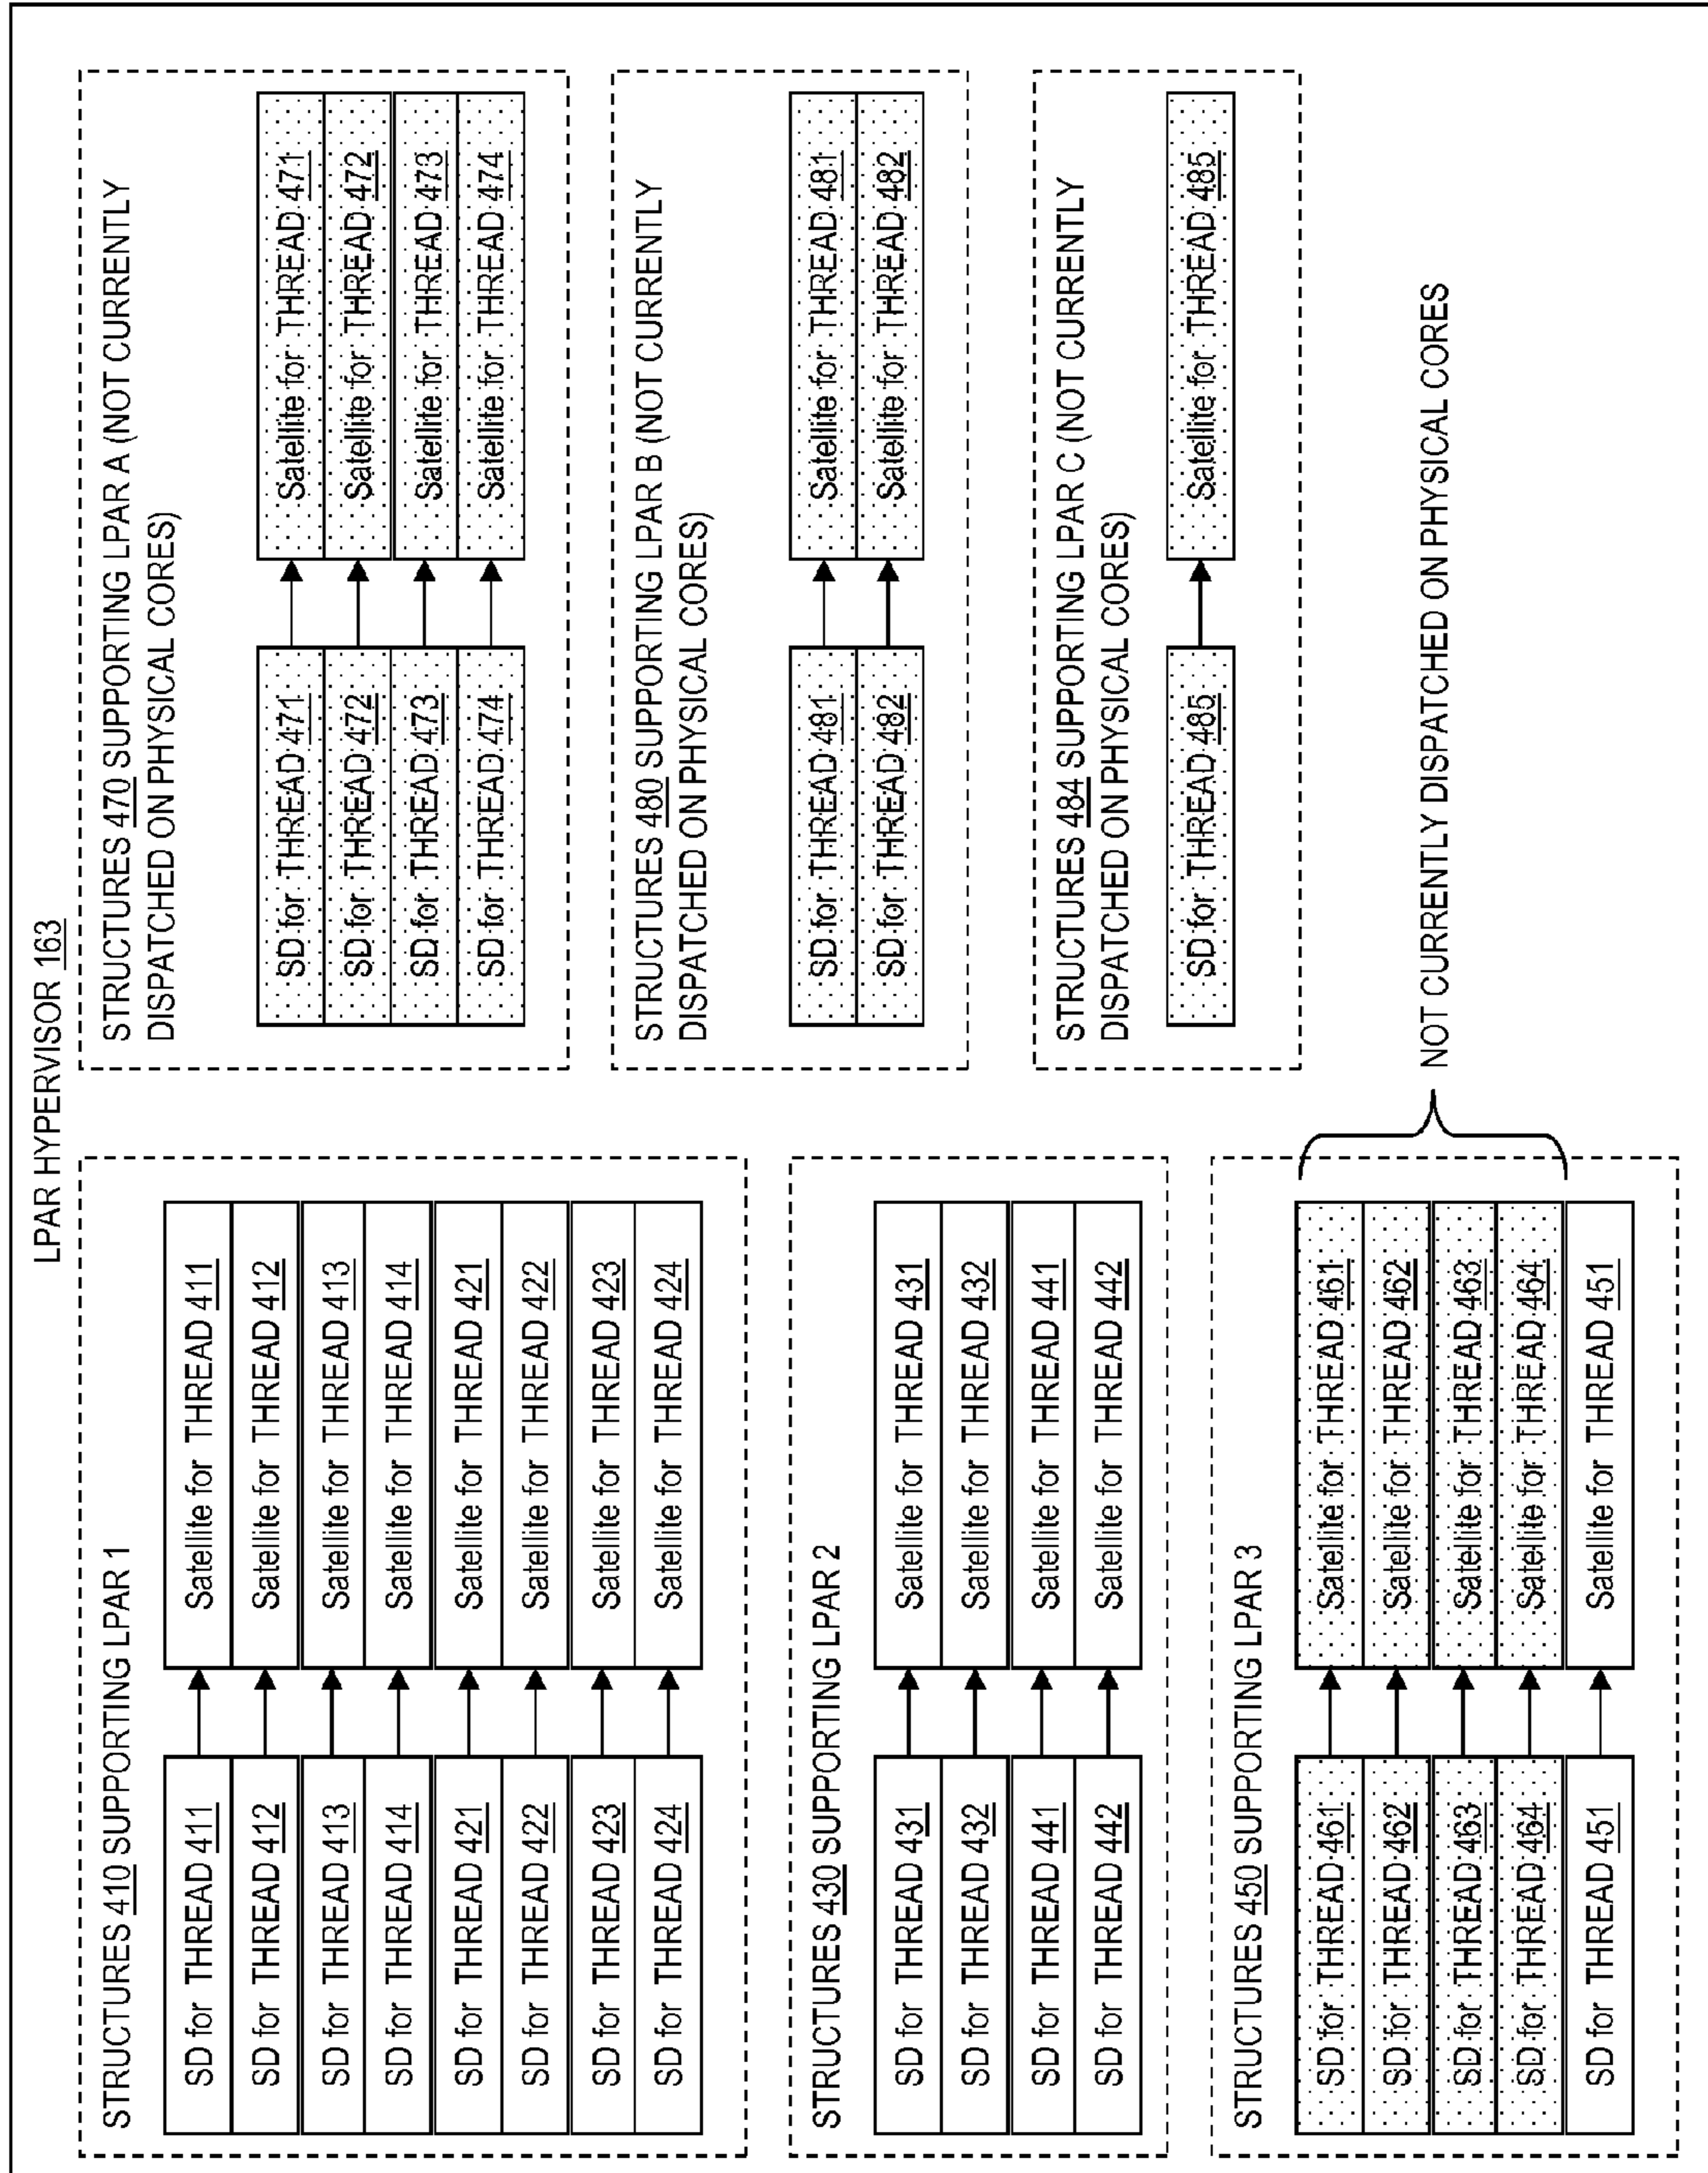 LPAR HYPERVISOR 163
STRUCTURES 410 SUPPORTING LPAR 1
SD for THREAD 411
Satellite for THREAD 411
SD for THREAD 412
Satellite for THREAD 412
SD for THREAD 413
Satellite for THREAD 413
SD for THREAD 414
Satellite for THREAD 414
SD for THREAD 421
Satellite for THREAD 421
SD for THREAD 422
Satellite for THREAD 422
SD for THREAD 423
Satellite for THREAD 423
SD for THREAD 424
Satellite for THREAD 424
STRUCTURES 430 SUPPORTING LPAR 2
SD for THREAD 431
Satellite for THREAD 431
SD for THREAD 432
Satellite for THREAD 432
SD for THREAD 441
Satellite for THREAD 441
SD for THREAD 442
Satellite for THREAD 442
STRUCTURES 450 SUPPORTING LPAR 3
SD for THREAD 461
Satellite for THREAD 461
SD for THREAD 462
Satellite for THREAD 462
SD for THREAD 463
Satellite for THREAD 463
SD for THREAD 464
Satellite for THREAD 464
SD for THREAD 451
Satellite for THREAD 451
STRUCTURES 470 SUPPORTING LPAR A (NOT CURRENTLY
DISPATCHED ON PHYSICAL CORES)
SD for THREAD 471
Satellite for THREAD 471
SD for THREAD 472
Satellite for THREAD 472
SD for THREAD 473
Satellite for THREAD 473
SD for THREAD 474
Satellite for THREAD 474
STRUCTURES 480 SUPPORTING LPAR B (NOT CURRENTLY
DISPATCHED ON PHYSICAL CORES)
SD for THREAD 481
Satellite for THREAD 481
SD for THREAD 482
Satellite for THREAD 482
STRUCTURES 484 SUPPORTING LPAR C (NOT CURRENTLY
DISPATCHED ON PHYSICAL CORES)
SD for THREAD 485
Satellite for THREAD 485
NOT CURRENTLY DISPATCHED ON PHYSICAL CORES